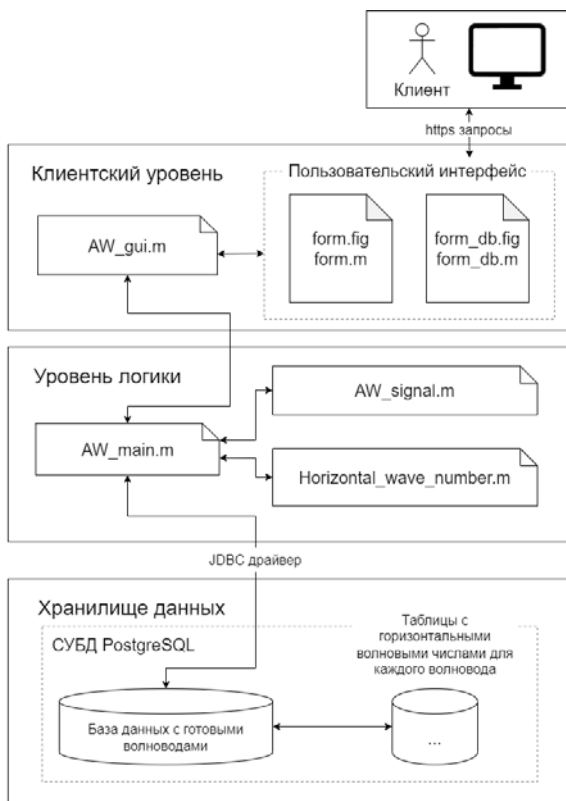 Клиент
https запросы
Клиентский уровень
Пользовательский интерфейс
AW_gui.m
form.fig
form.m
form_db.fig
form_db.m
Уровень логики
AW_signal.m
AW_main.m
Horizontal_wave_number.m
JDBC драйвер
Хранилище данных
СУБД PostgreSQL
Таблицы с
горизонтальными
волновыми числами для
каждого волновода
База данных с готовыми
волноводами
...